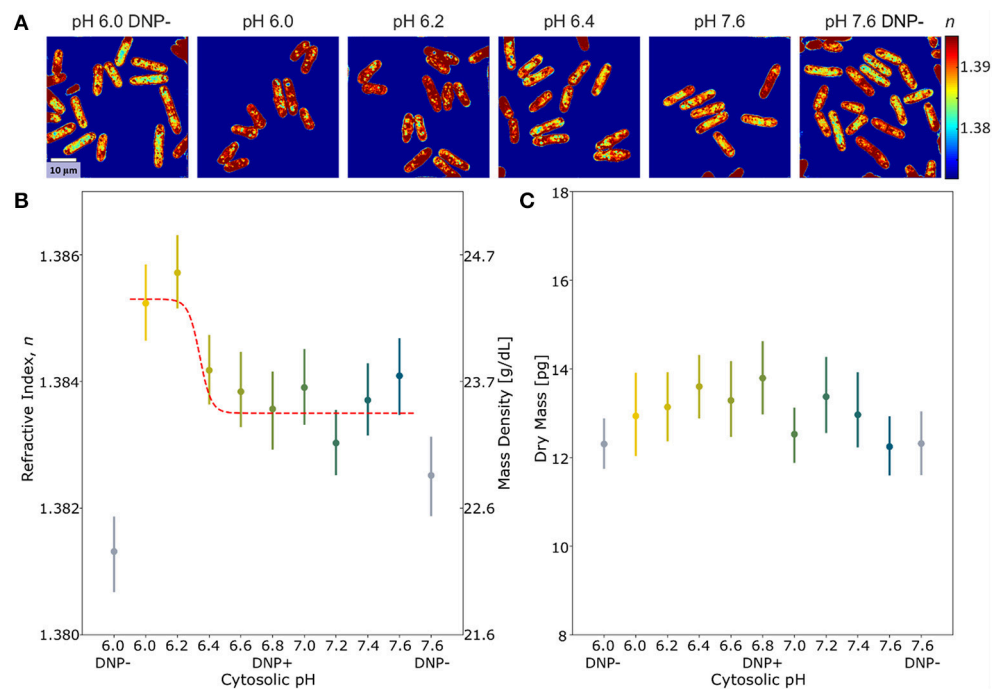 A
pH 6.0 DNP-
pH 6.0
pH 6.2
pH 6.4
pH 7.6
pH 7.6 DNP-
n
1.39
1.38
10 µm
B
Refractive Index, n
1.386
1.384
1.382
1.380
24.7
23.7
22.6
21.6
Mass Density [g/dL]
6.0 6.0 6.2 6.4 6.6 6.8 7.0 7.2 7.4 7.6 7.6
DNP- DNP+ DNP-
Cytosolic pH
C
Dry Mass [pg]
18
16
14
12
10
8
6.0 6.0 6.2 6.4 6.6 6.8 7.0 7.2 7.4 7.6 7.6
DNP- DNP+ DNP-
Cytosolic pH